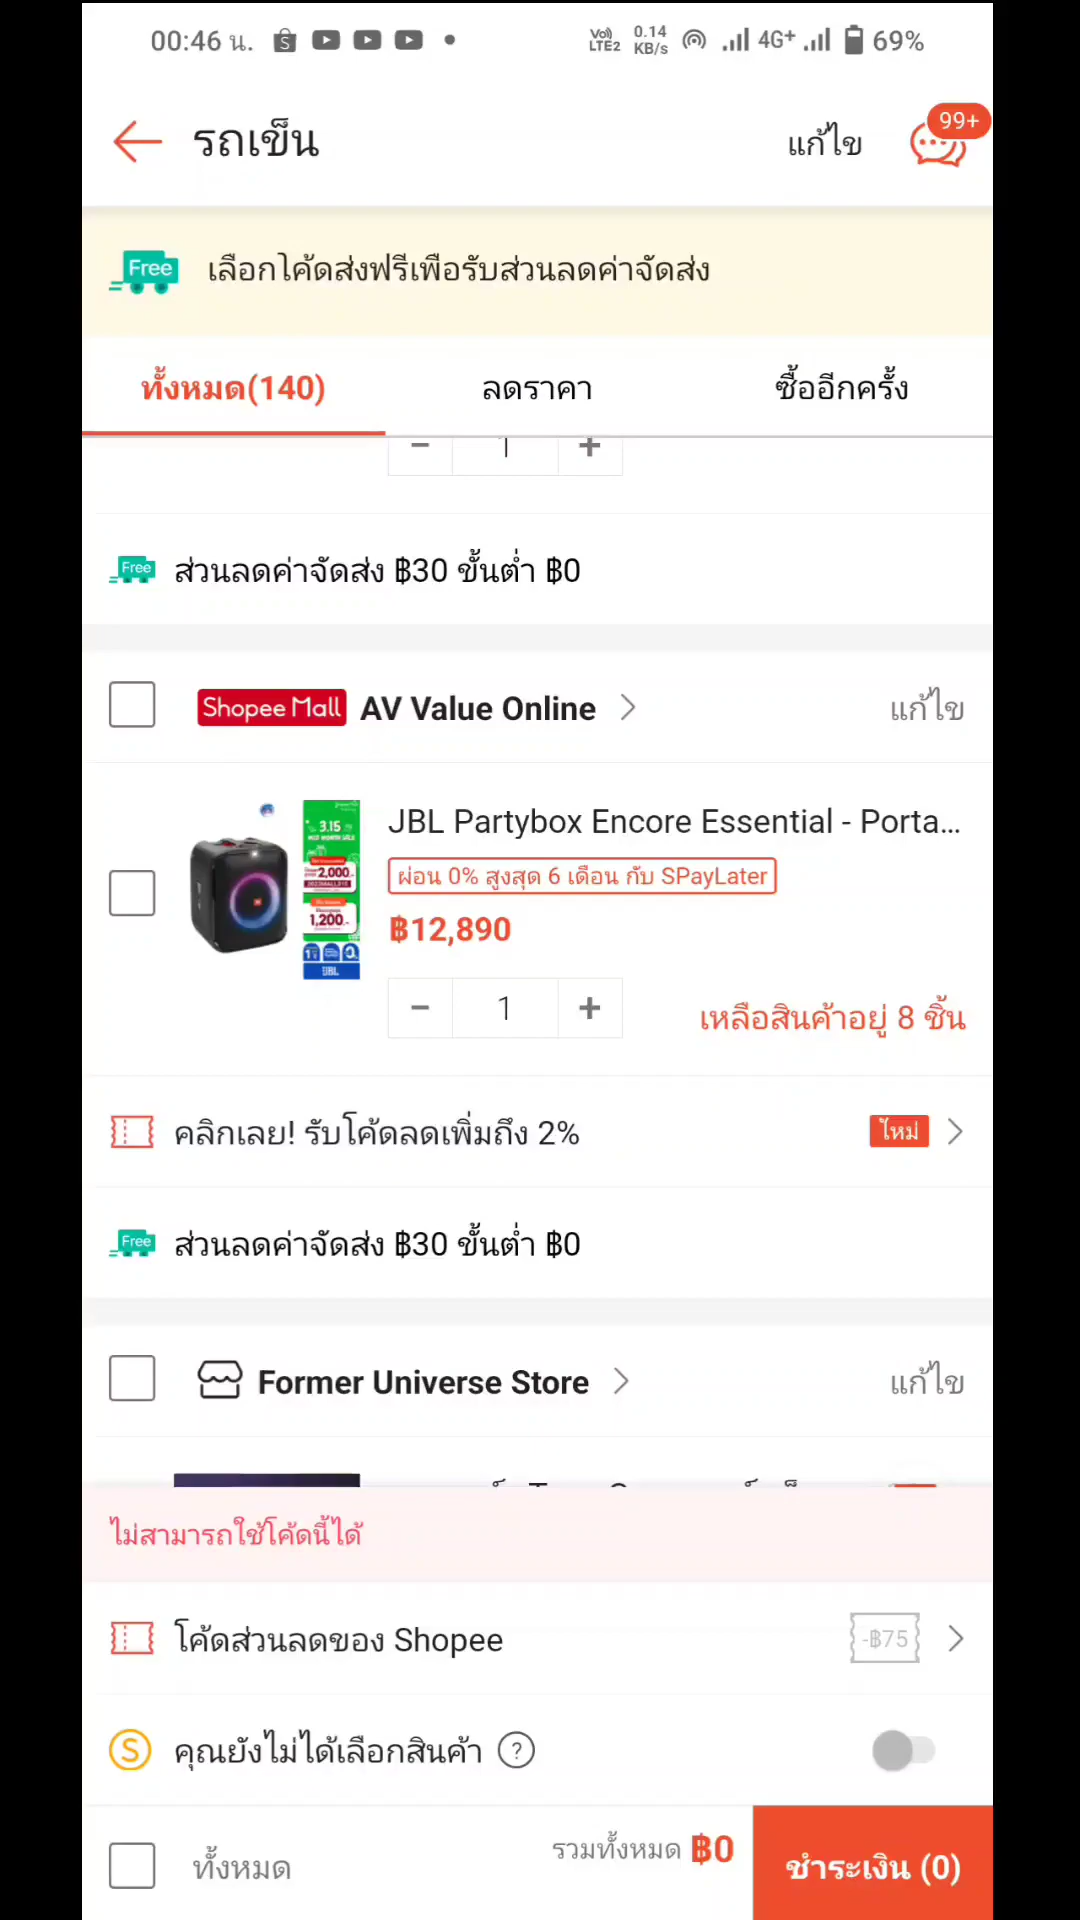 00:46 น.
Vo) LTE2 0.14 KB/s 4G+ 69%
รถเข็น แก้ไข 99+
Free เลือกโค้ดส่งฟรีเพื่อรับส่วนลดค่าจัดส่ง
ทั้งหมด(140) ลดราคา ซื้ออีกครั้ง
− 1 +
Free ส่วนลดค่าจัดส่ง ฿30 ขั้นต่ำ ฿0
Shopee Mall AV Value Online แก้ไข
JBL Partybox Encore Essential - Porta...
3.15
ผ่อน 0% สูงสุด 6 เดือน กับ SPayLater
2,000
฿12,890
1,200
JBL
− 1 +
เหลือสินค้าอยู่ 8 ชิ้น
คลิกเลย! รับโค้ดลดเพิ่มถึง 2% ใหม่
Free ส่วนลดค่าจัดส่ง ฿30 ขั้นต่ำ ฿0
Former Universe Store แก้ไข
ไม่สามารถใช้โค้ดนี้ได้
โค้ดส่วนลดของ Shopee -฿75
S คุณยังไม่ได้เลือกสินค้า ?
ทั้งหมด รวมทั้งหมด ฿0 ชำระเงิน (0)